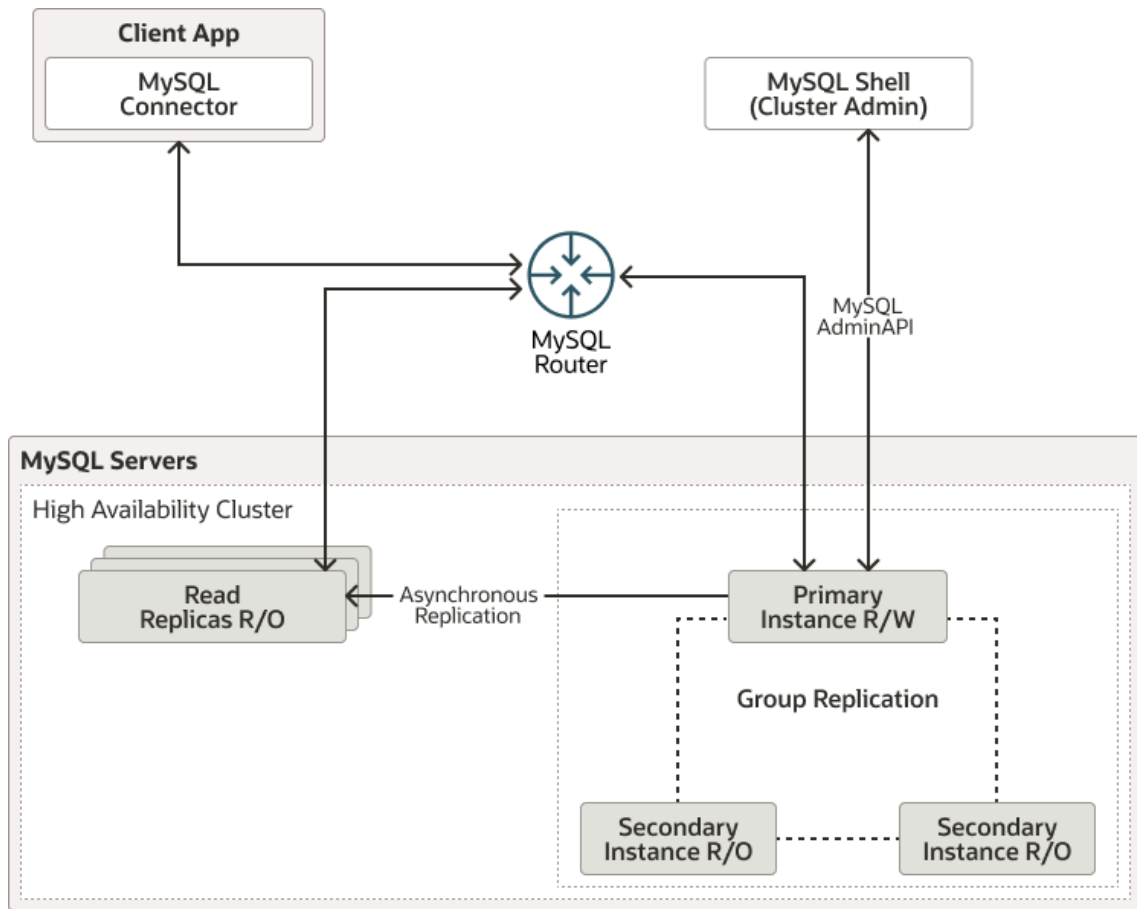 Client App
MySQL
Connector
MySQL Shell
(Cluster Admin)
MySQL
Router
MySQL
AdminAPI
MySQL Servers
High Availability Cluster
Read
Replicas R/O
Asynchronous
Replication
Primary
Instance R/W
Group Replication
Secondary
Instance R/O
Secondary
Instance R/O